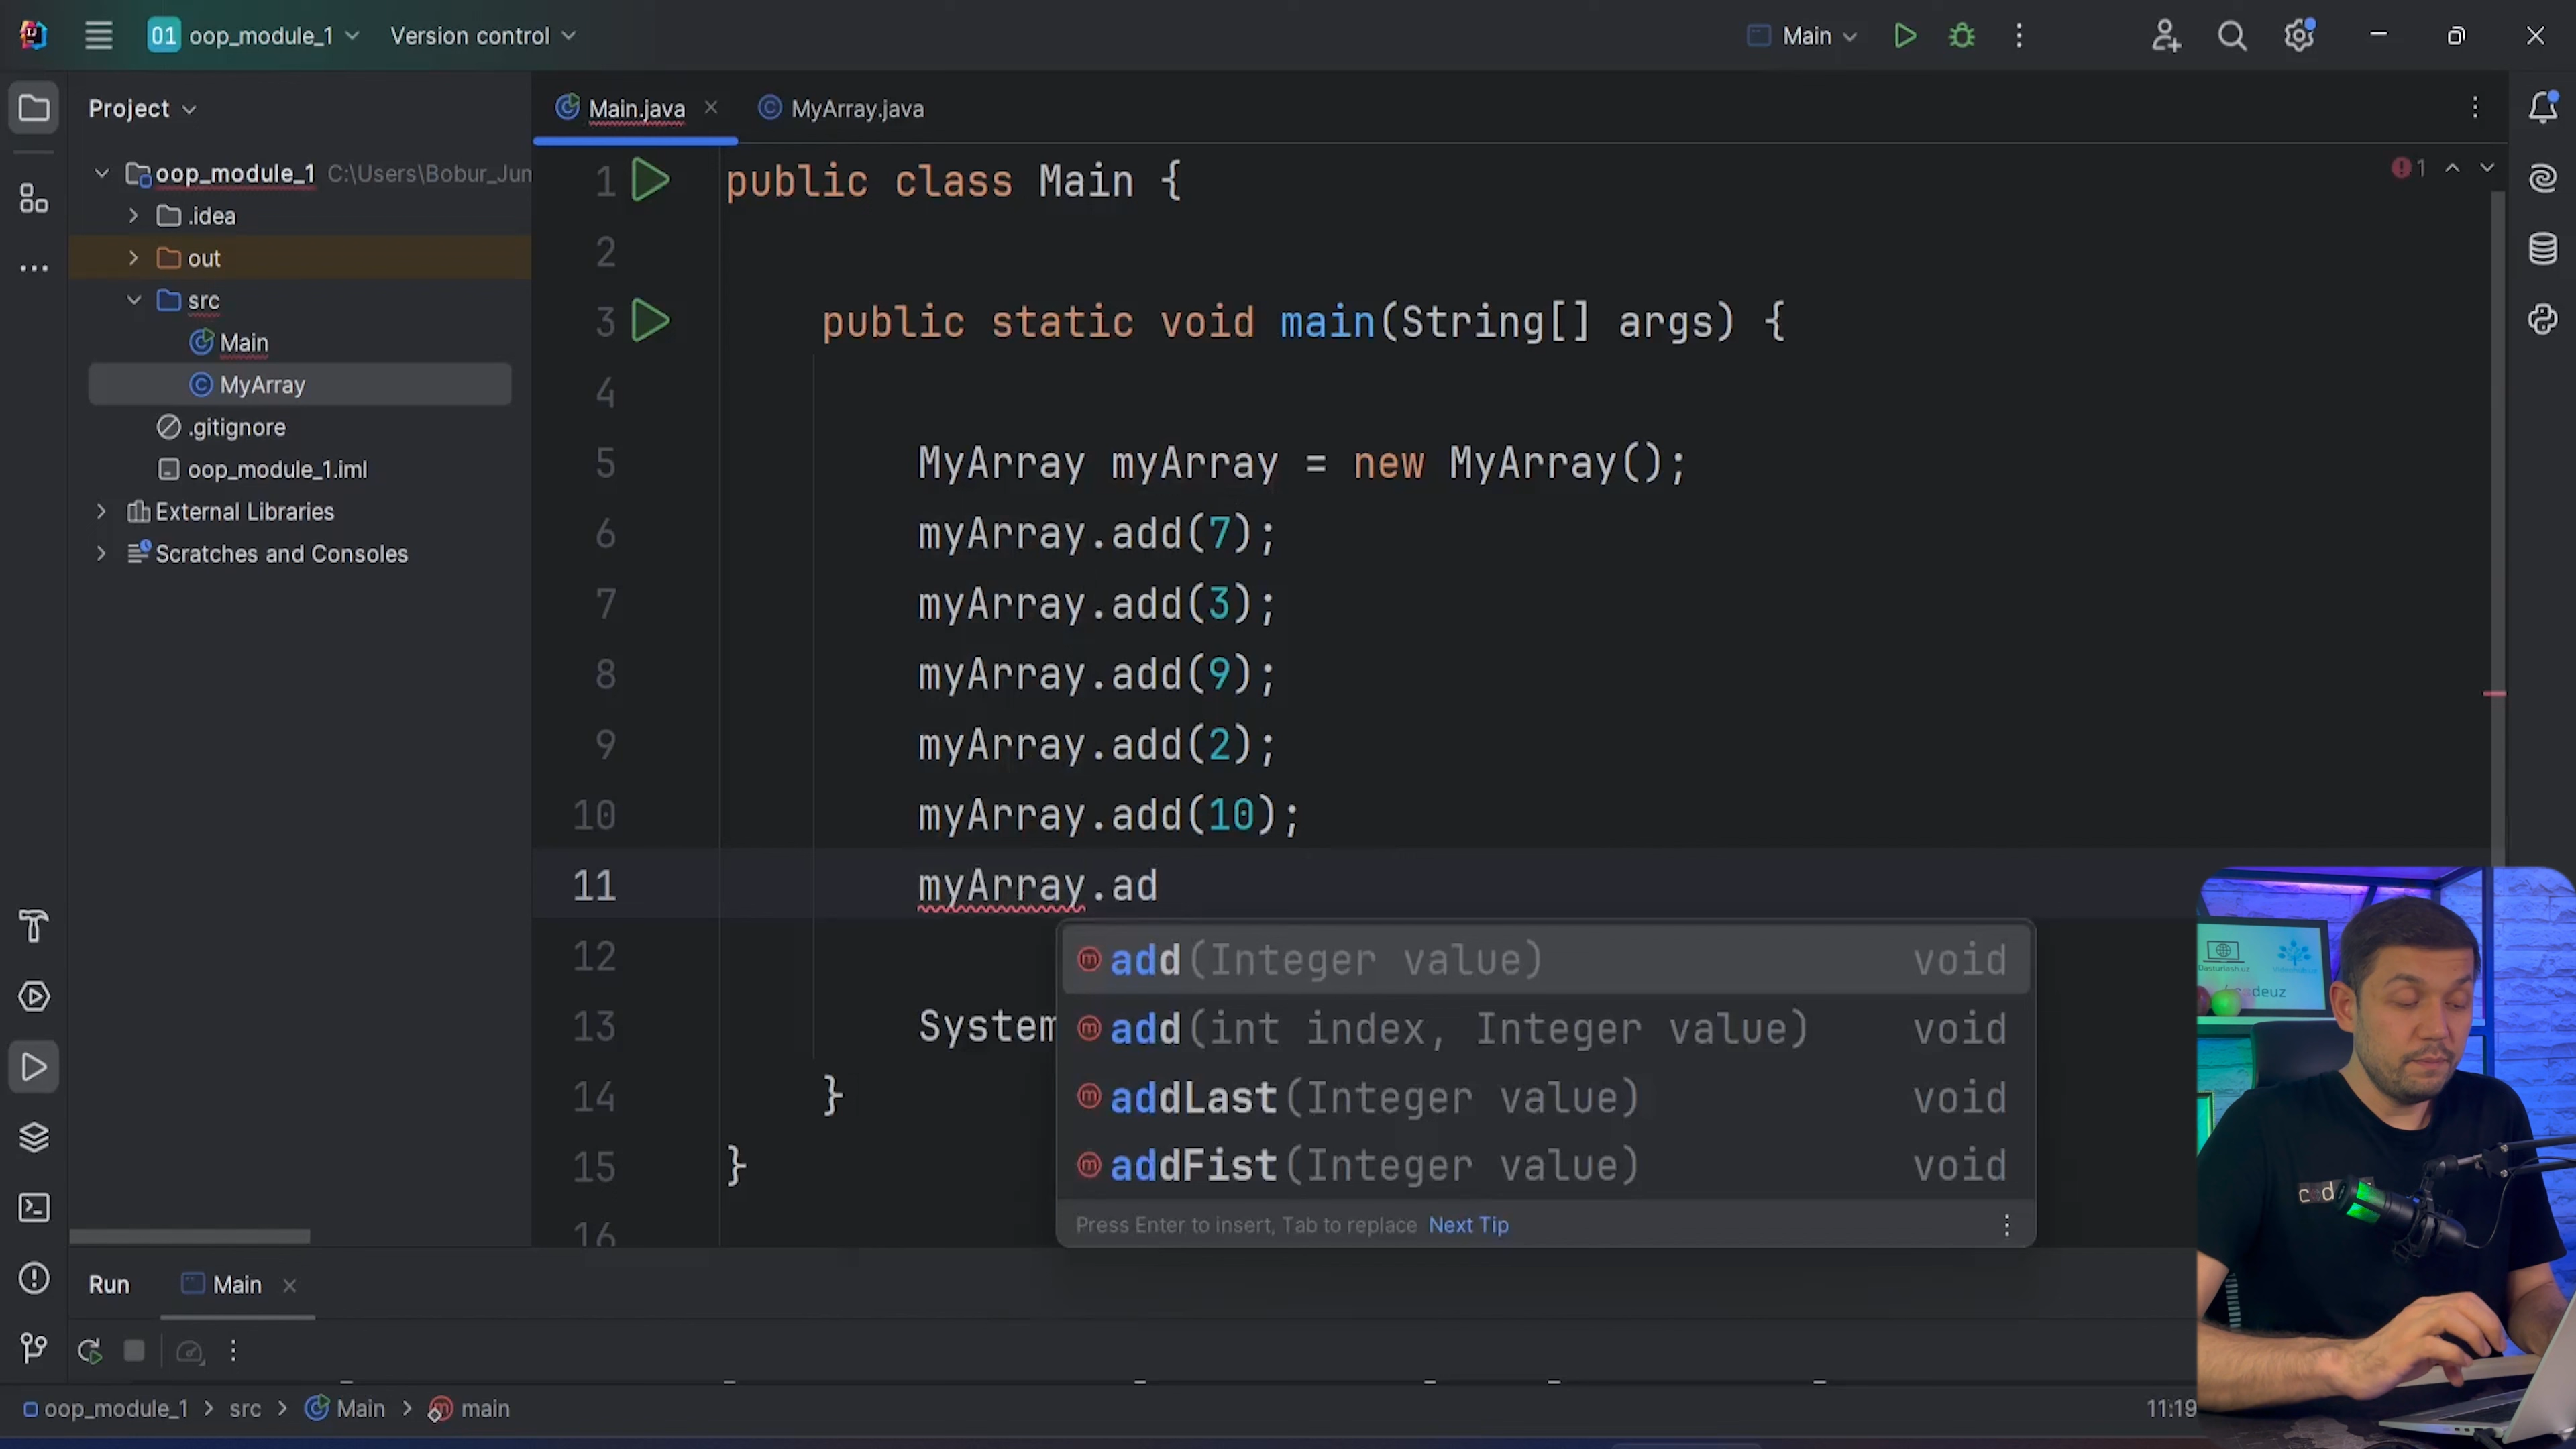 01 oop_module_1 Version control Main
Project
Main.java MyArray.java
oop_module_1 C:\Users\Bobur_Jun
.idea
out
src
Main
MyArray
.gitignore
oop_module_1.iml
External Libraries
Scratches and Consoles
1
1 public class Main {
2
3 public static void main(String[] args) {
4
5 MyArray myArray = new MyArray();
6 myArray.add(7);
7 myArray.add(3);
8 myArray.add(9);
9 myArray.add(2);
10 myArray.add(10);
11 myArray.ad
12
13 System
14 }
15 }
16
add(Integer value) void
add(int index, Integer value) void
addLast(Integer value) void
addFist(Integer value) void
Press Enter to insert, Tab to replace Next Tip
Dasturlash.uz
Run Main
oop_module_1 > src > Main > main
11:19